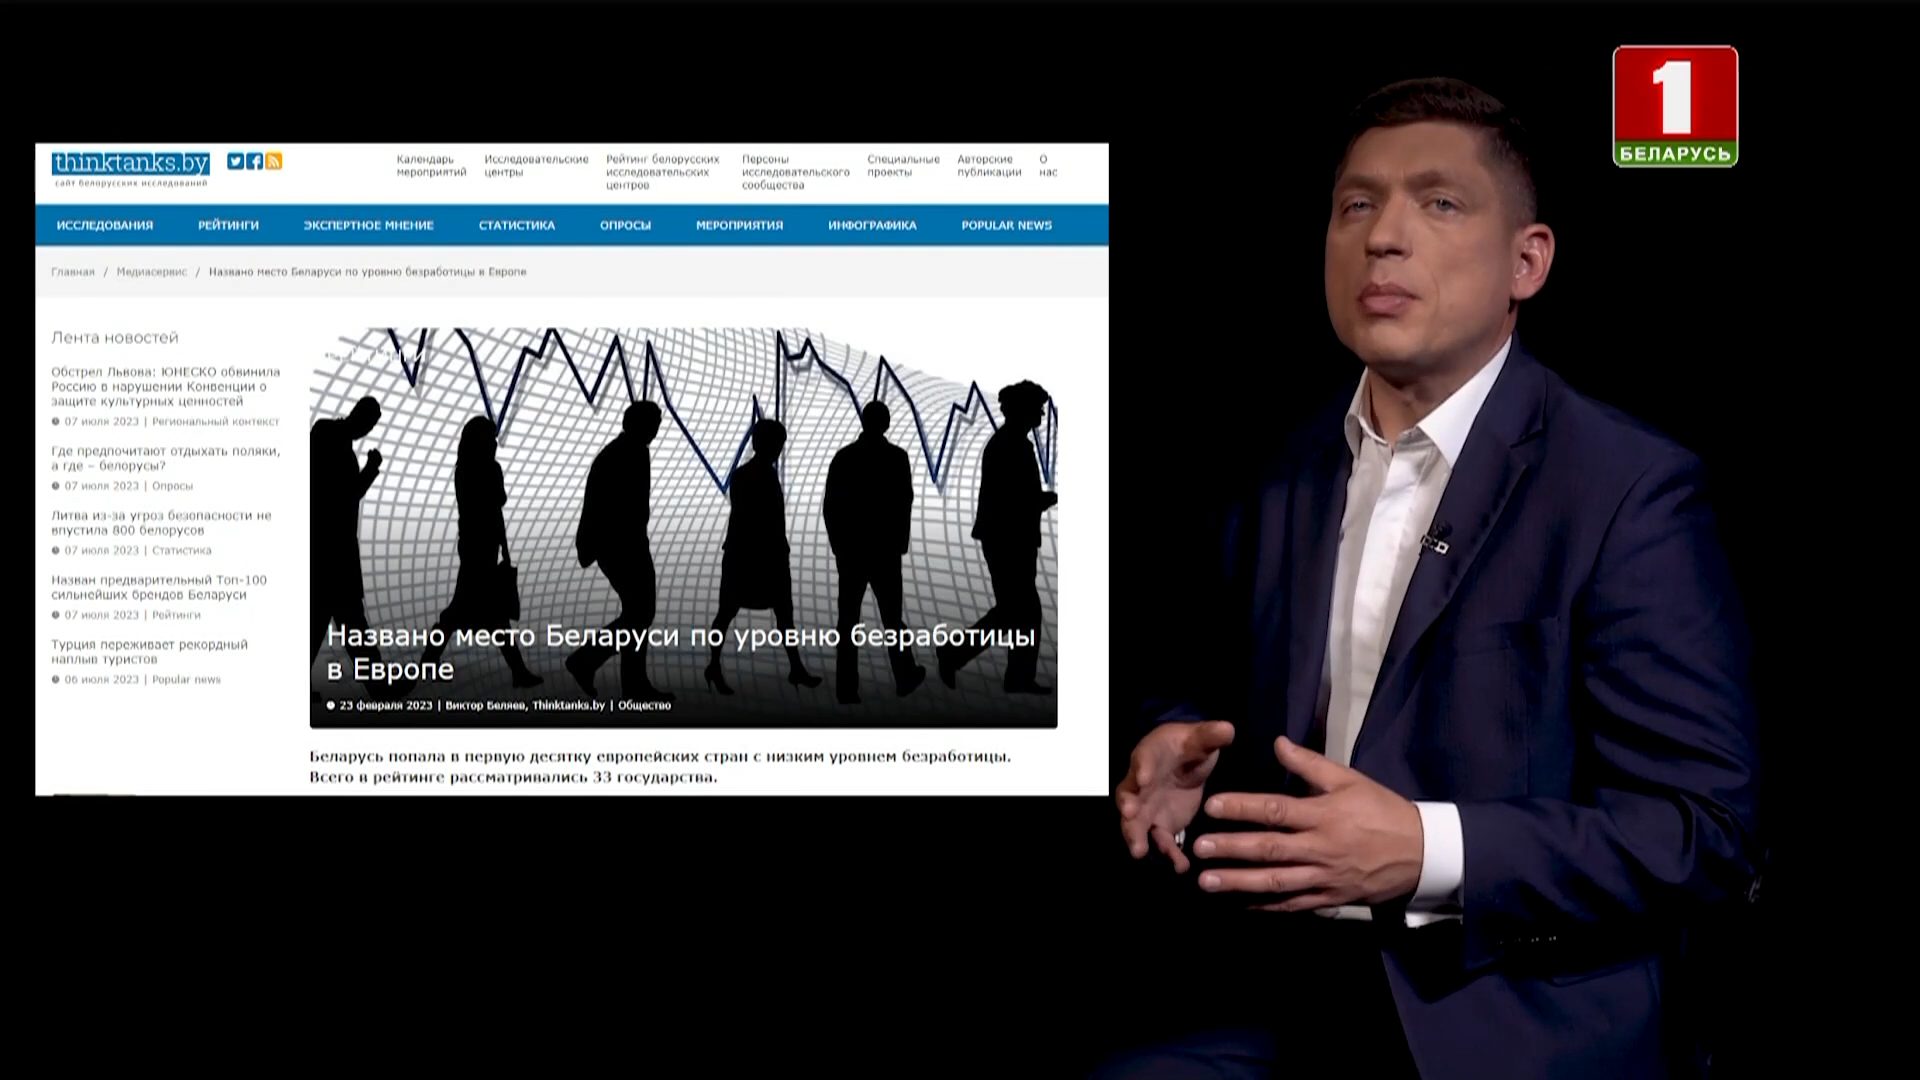 1
БЕЛАРУСЬ
thinktanks.by
сайт белорусских исследований
Календарь
мероприятий
Исследовательские
центры
Рейтинг белорусских
исследовательских
центров
Персоны
исследовательского
сообщества
Специальные
проекты
Авторские
публикации
О
нас
ИССЛЕДОВАНИЯ РЕЙТИНГИ ЭКСПЕРТНОЕ МНЕНИЕ СТАТИСТИКА ОПРОСЫ МЕРОПРИЯТИЯ ИНФОГРАФИКА POPULAR NEWS
Главная / Медиасервис / Названо место Беларуси по уровню безработицы в Европе
Лента новостей
Обстрел Львова: ЮНЕСКО обвинила
Россию в нарушении Конвенции о
защите культурных ценностей
07 июля 2023 | Региональный контекст
Где предпочитают отдыхать поляки,
а где – белорусы?
07 июля 2023 | Опросы
Литва из-за угроз безопасности не
впустила 800 белорусов
07 июля 2023 | Статистика
Назван предварительный Топ-100
сильнейших брендов Беларуси
07 июля 2023 | Рейтинги
Турция переживает рекордный
наплыв туристов
06 июля 2023 | Popular news
Названо место Беларуси по уровню безработицы
в Европе
23 февраля 2023 | Виктор Беляев, Thinktanks.by | Общество
Беларусь попала в первую десятку европейских стран с низким уровнем безработицы.
Всего в рейтинге рассматривались 33 государства.